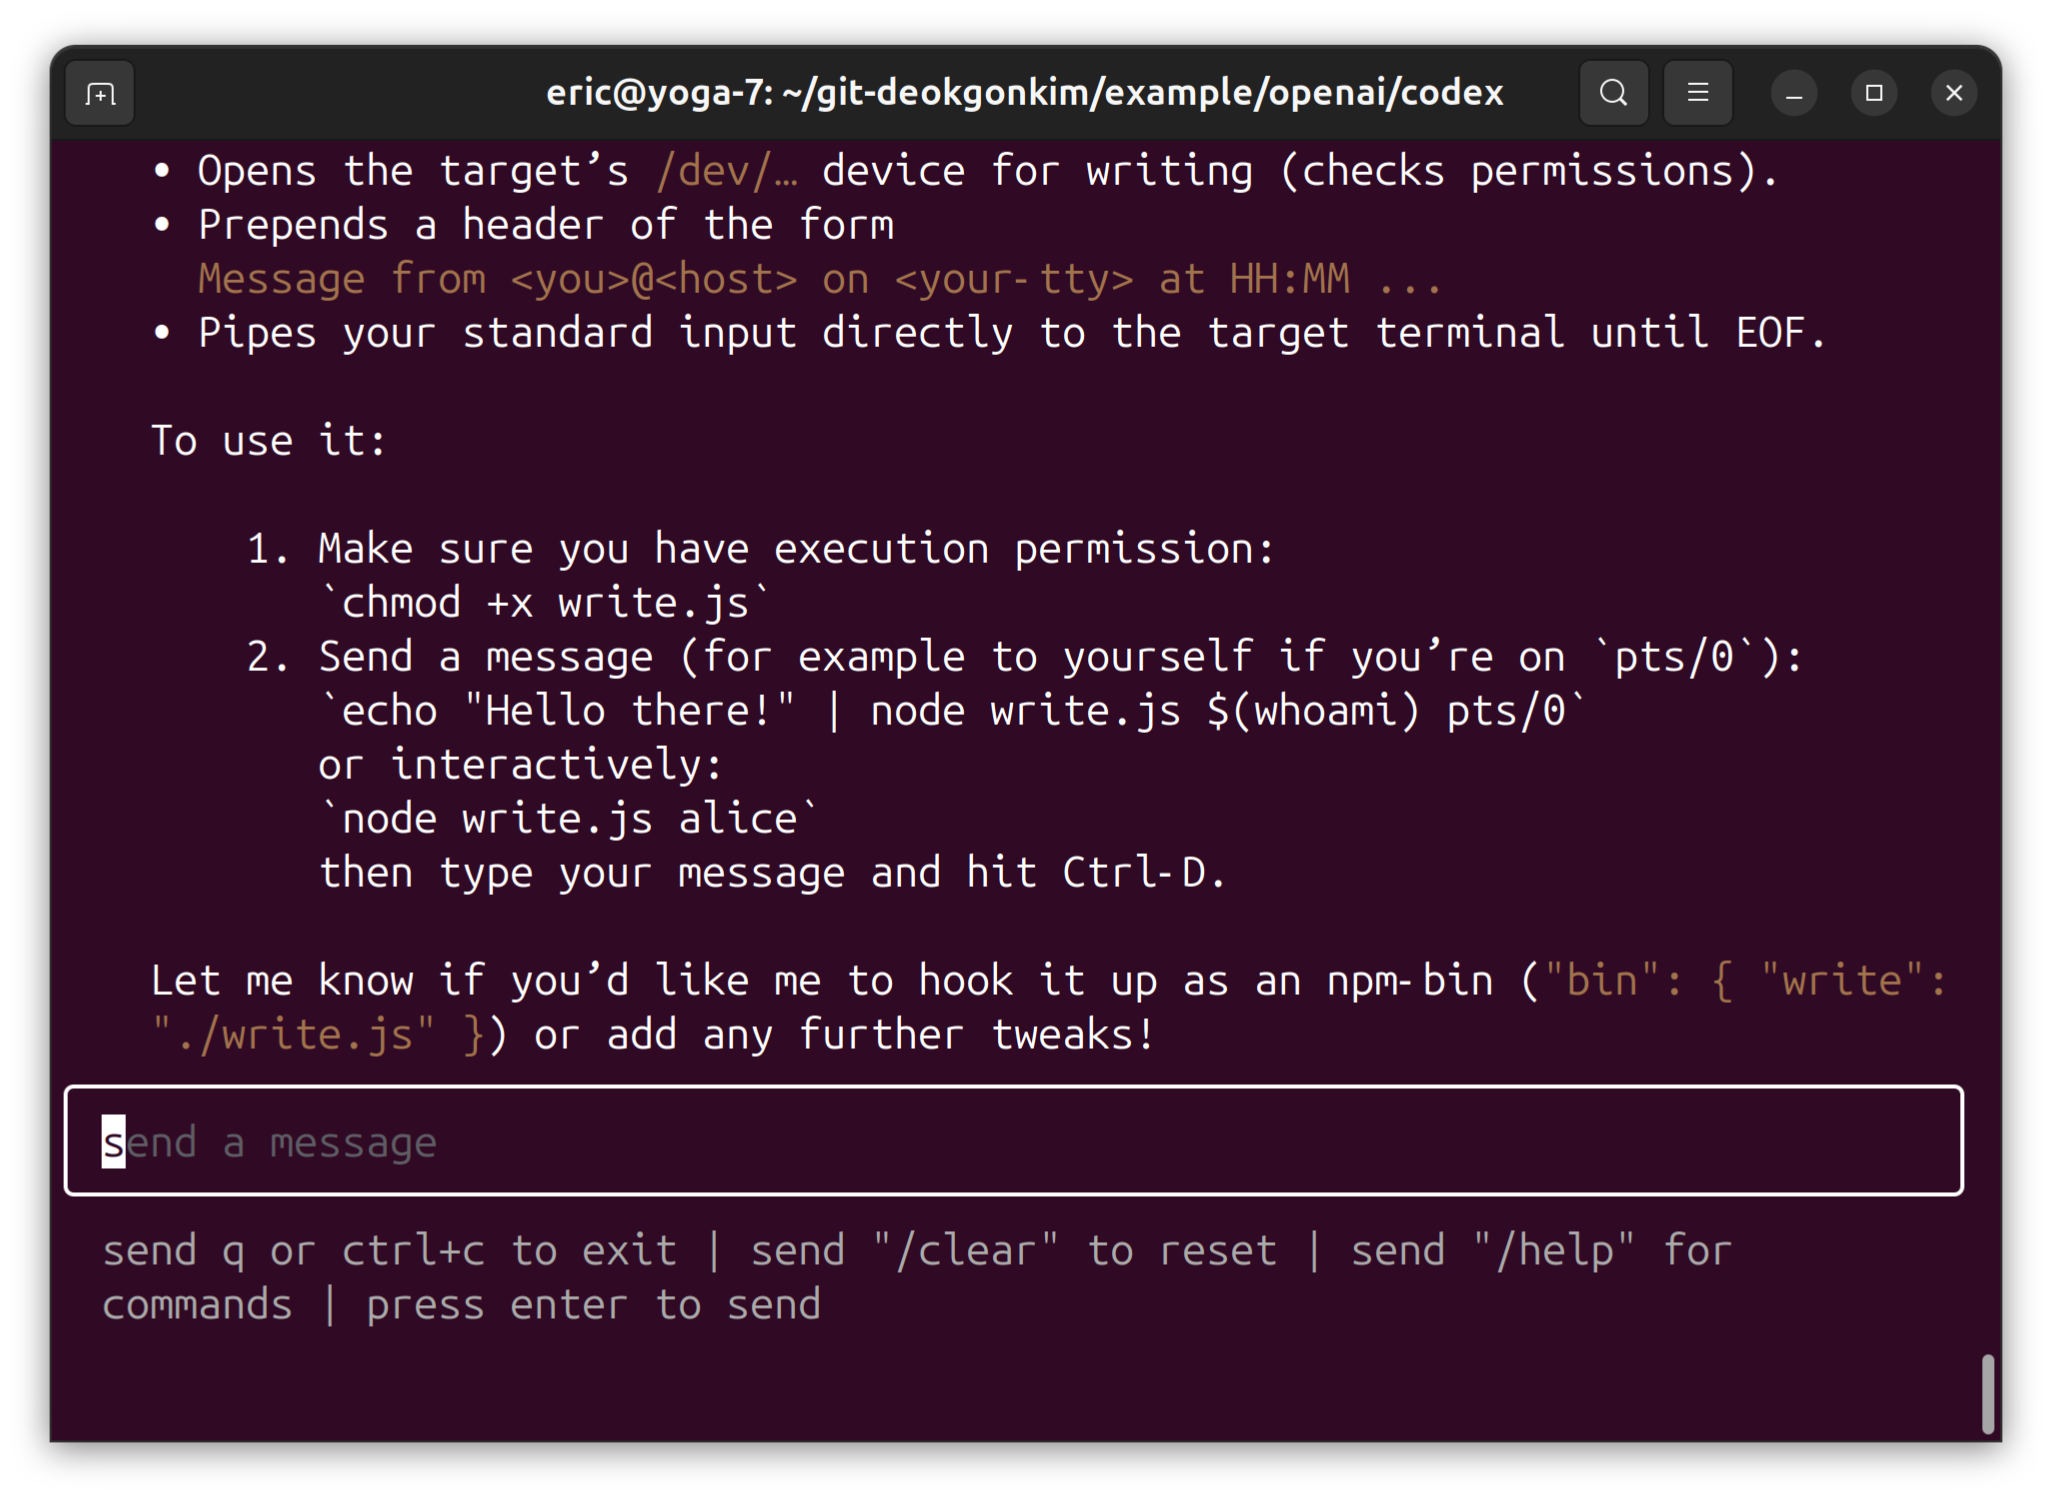 eric@yoga-7: ~/git-deokgonkim/example/openai/codex
• Opens the target’s /dev/… device for writing (checks permissions).
• Prepends a header of the form
Message from <you>@<host> on <your-tty> at HH:MM ...
• Pipes your standard input directly to the target terminal until EOF.
To use it:
1. Make sure you have execution permission:
`chmod +x write.js`
2. Send a message (for example to yourself if you’re on `pts/0`):
`echo "Hello there!" | node write.js $(whoami) pts/0`
or interactively:
`node write.js alice`
then type your message and hit Ctrl-D.
Let me know if you’d like me to hook it up as an npm-bin ("bin": { "write":
"./write.js" }) or add any further tweaks!
send a message
send q or ctrl+c to exit | send "/clear" to reset | send "/help" for
commands | press enter to send